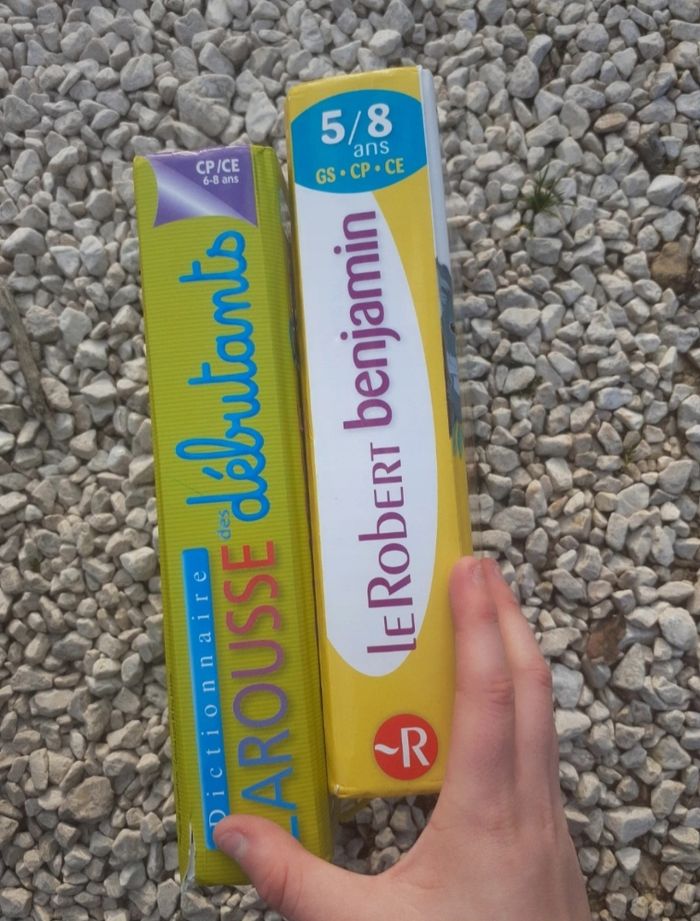 CP/CE
6-8 ans
Dictionnaire
LAROUSSE
des
débutants
5/8
ans
GS • CP • CE
LE ROBERT benjamin
~R